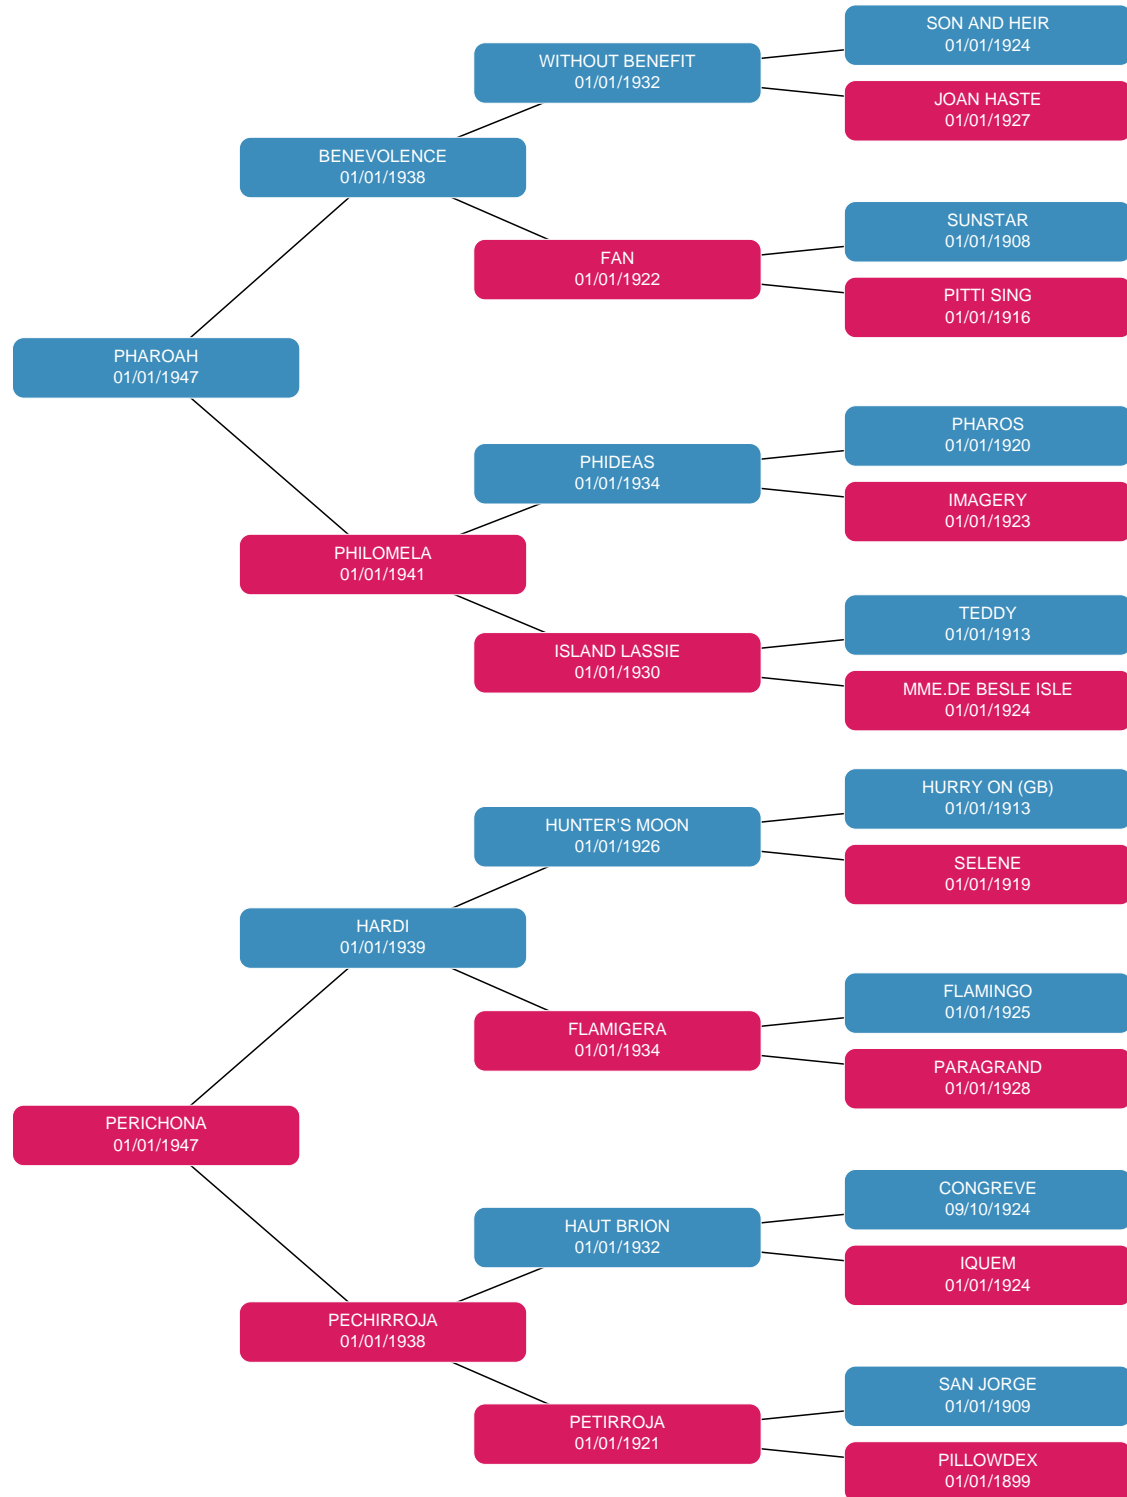 SON AND HEIR
01/01/1924
WITHOUT BENEFIT
01/01/1932
JOAN HASTE
01/01/1927
BENEVOLENCE
01/01/1938
SUNSTAR
01/01/1908
FAN
01/01/1922
PITTI SING
01/01/1916
PHAROAH
01/01/1947
PHAROS
01/01/1920
PHIDEAS
01/01/1934
IMAGERY
01/01/1923
PHILOMELA
01/01/1941
TEDDY
01/01/1913
ISLAND LASSIE
01/01/1930
MME.DE BESLE ISLE
01/01/1924
HURRY ON (GB)
01/01/1913
HUNTER'S MOON
01/01/1926
SELENE
01/01/1919
HARDI
01/01/1939
FLAMINGO
01/01/1925
FLAMIGERA
01/01/1934
PARAGRAND
01/01/1928
PERICHONA
01/01/1947
CONGREVE
09/10/1924
HAUT BRION
01/01/1932
IQUEM
01/01/1924
PECHIRROJA
01/01/1938
SAN JORGE
01/01/1909
PETIRROJA
01/01/1921
PILLOWDEX
01/01/1899